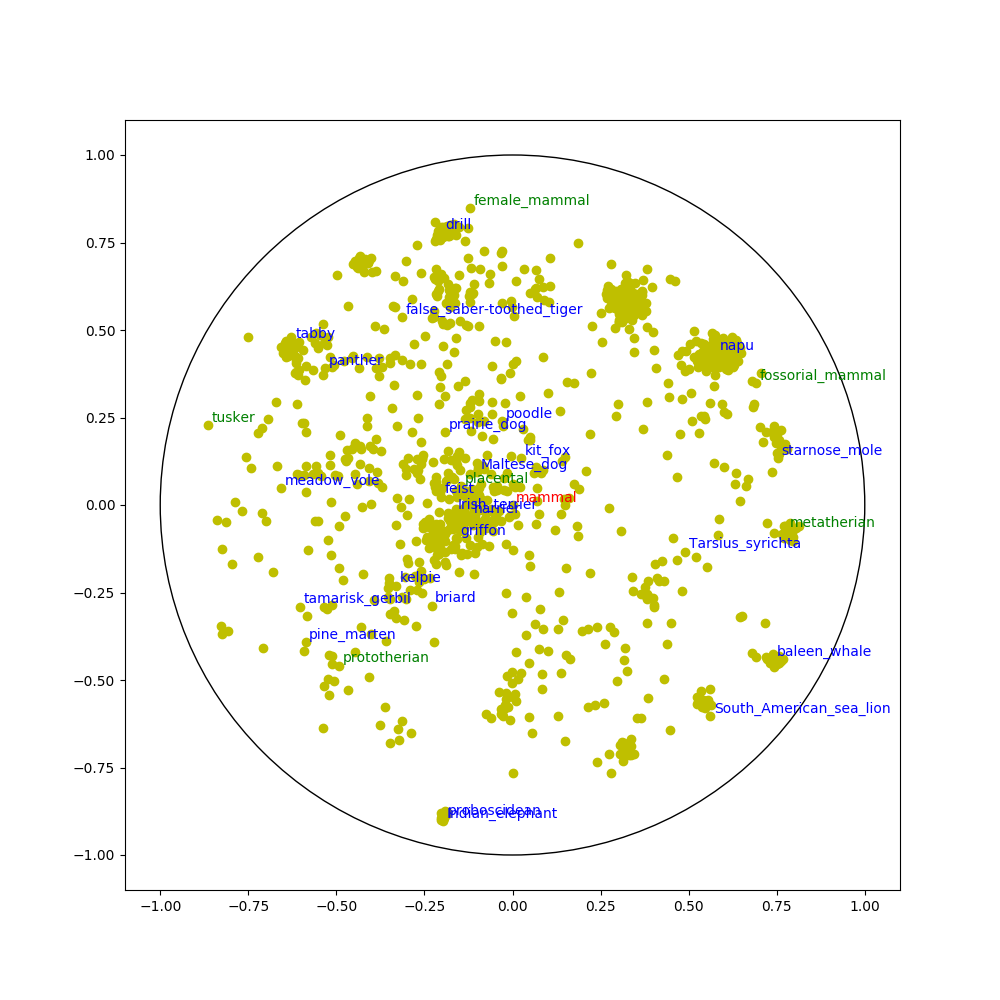 1.00
0.75
0.50
0.25
0.00
−0.25
−0.50
−0.75
−1.00
−1.00
−0.75
−0.50
−0.25
0.00
0.25
0.50
0.75
1.00
female_mammal
drill
false_saber-toothed_tiger
tabby
napu
panther
fossorial_mammal
tusker
poodle
prairie_dog
kit_fox
starnose_mole
Maltese_dog
placental
meadow_vole
feist
mammal
Irish_terrier
harrier
metatherian
griffon
Tarsius_syrichta
kelpie
tamarisk_gerbil
briard
pine_marten
baleen_whale
prototherian
South_American_sea_lion
proboscidean
Indian_elephant